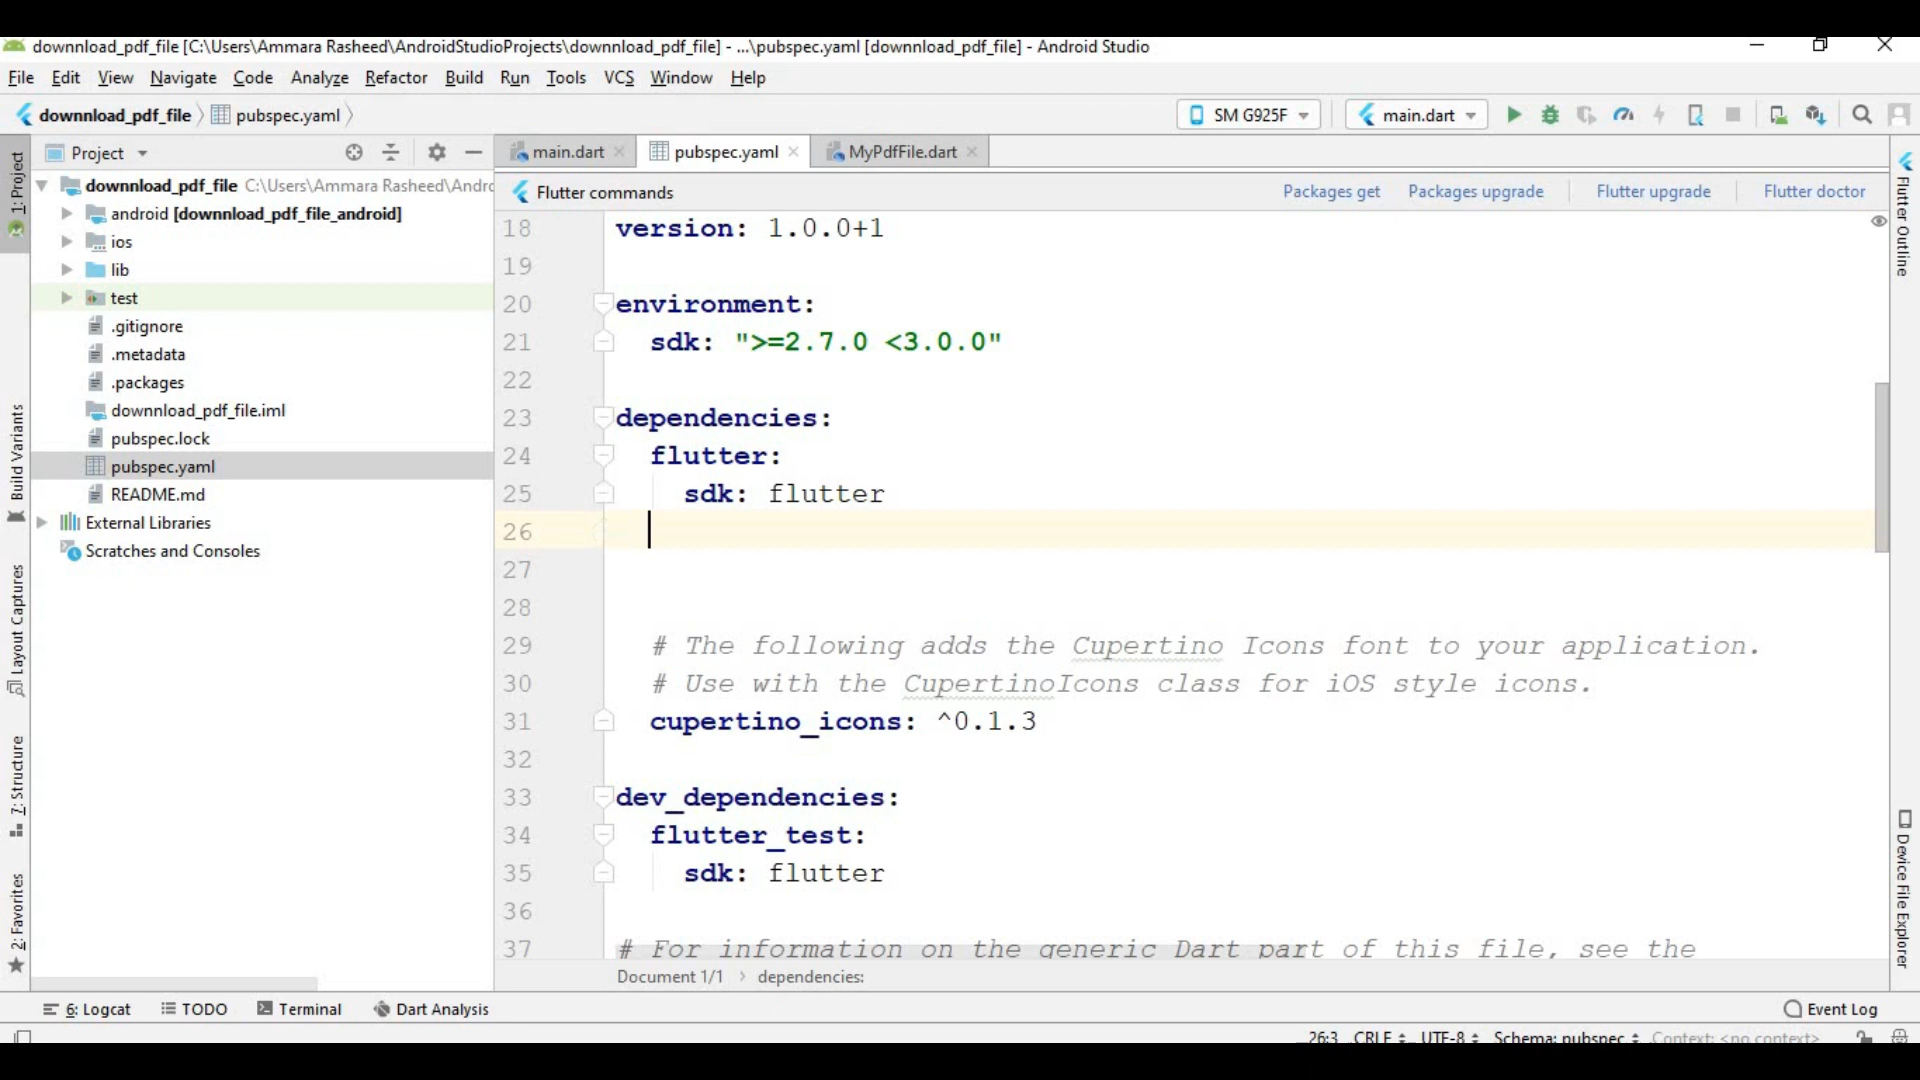 downnload_pdf_file [C:\Users\Ammara Rasheed\AndroidStudioProjects\downnload_pdf_file] - ...\pubspec.yaml [downnload_pdf_file] - Android Studio
File Edit View Navigate Code Analyze Refactor Build Run Tools VCS Window Help
downnload_pdf_file pubspec.yaml SM G925F main.dart
1: Project
Build Variants
Layout Captures
7: Structure
2: Favorites
Project
downnload_pdf_file C:\Users\Ammara Rasheed\Andro
android [downnload_pdf_file_android]
ios
lib
test
.gitignore
.metadata
.packages
downnload_pdf_file.iml
pubspec.lock
pubspec.yaml
README.md
External Libraries
Scratches and Consoles
main.dart pubspec.yaml MyPdfFile.dart
Flutter commands Packages get Packages upgrade Flutter upgrade Flutter doctor
18 version: 1.0.0+1
19
20 environment:
21 sdk: ">=2.7.0 <3.0.0"
22
23 dependencies:
24 flutter:
25 sdk: flutter
26
27
28
29 # The following adds the Cupertino Icons font to your application.
30 # Use with the CupertinoIcons class for iOS style icons.
31 cupertino_icons: ^0.1.3
32
33 dev_dependencies:
34 flutter_test:
35 sdk: flutter
36
37 # For information on the generic Dart part of this file, see the
Document 1/1 › dependencies:
Flutter Outline
Device File Explorer
6: Logcat TODO Terminal Dart Analysis Event Log
26:3 CRLF UTF-8 Schema: pubspec Context: <no context>